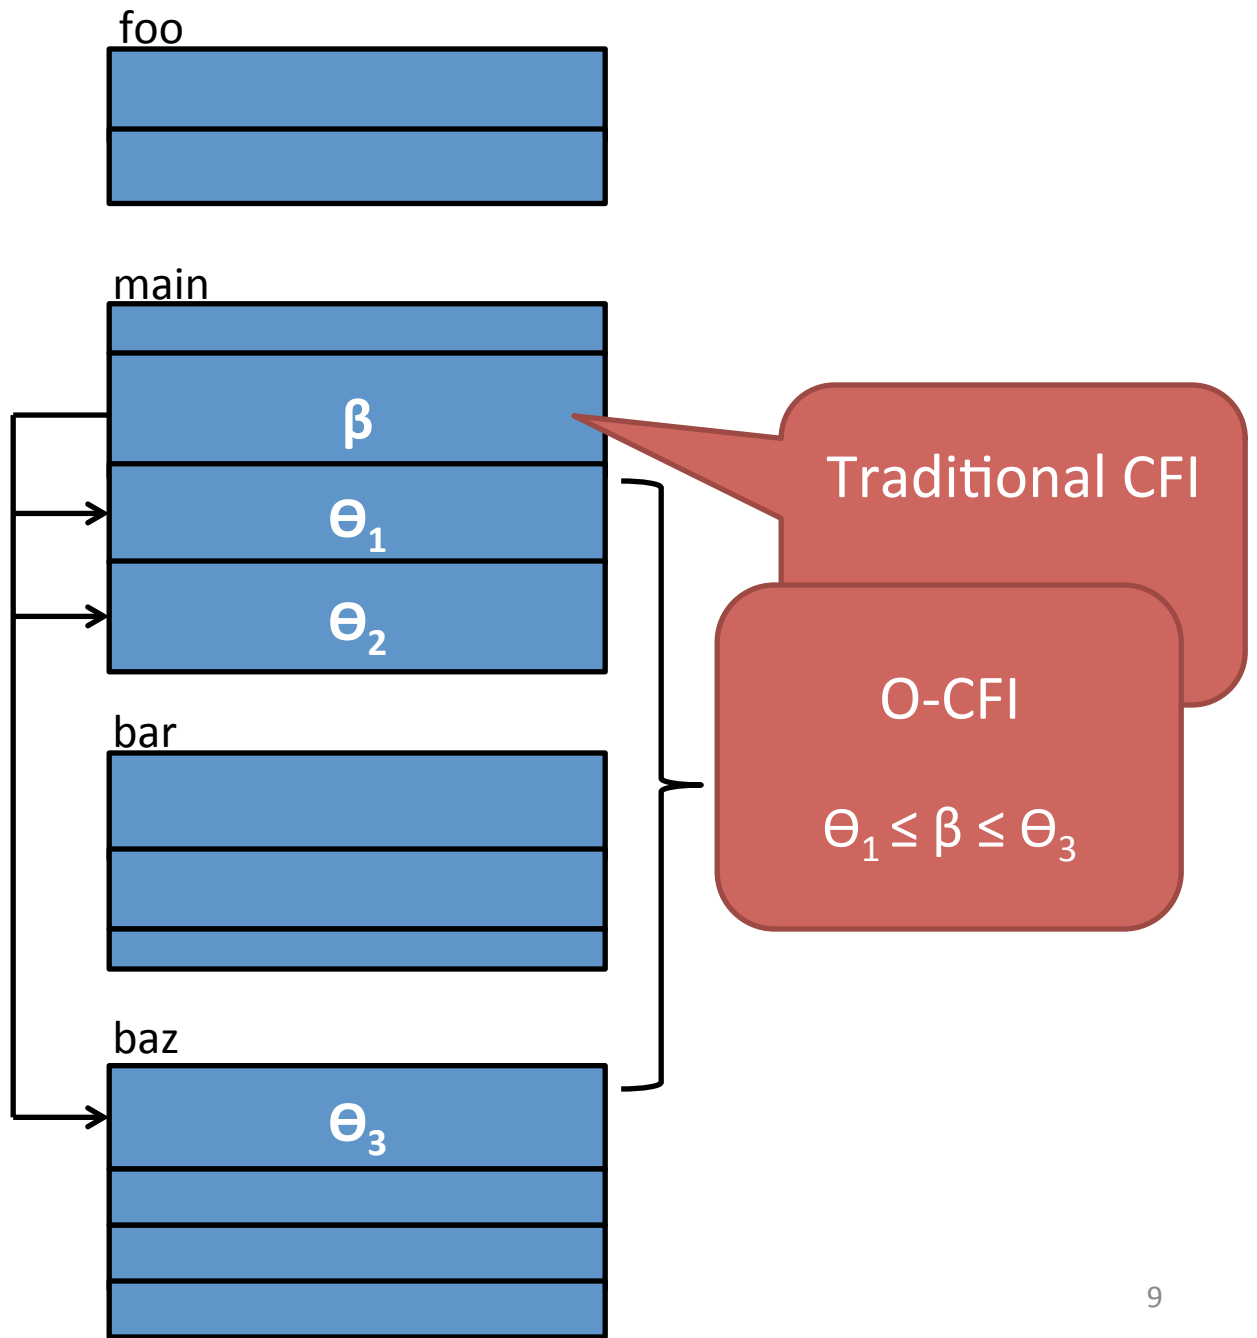 foo
main
β
ϴ₁
ϴ₂
bar
baz
ϴ₃
Traditional CFI
O-CFI
ϴ₁ ≤ β ≤ ϴ₃
9